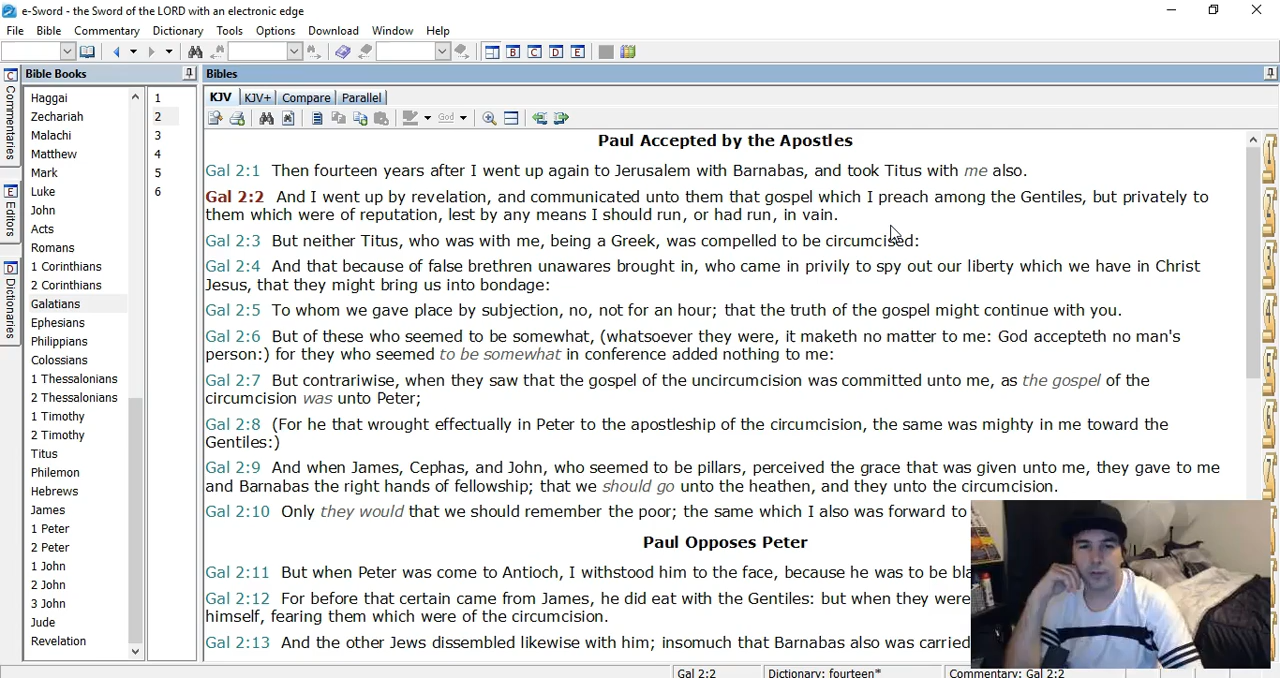 e-Sword - the Sword of the LORD with an electronic edge
File Bible Commentary Dictionary Tools Options Download Window Help
Bible Books
Bibles
Commentaries
Editors
Dictionaries
Haggai
Zechariah
Malachi
Matthew
Mark
Luke
John
Acts
Romans
1 Corinthians
2 Corinthians
Galatians
Ephesians
Philippians
Colossians
1 Thessalonians
2 Thessalonians
1 Timothy
2 Timothy
Titus
Philemon
Hebrews
James
1 Peter
2 Peter
1 John
2 John
3 John
Jude
Revelation
1
2
3
4
5
6
KJV KJV+ Compare Parallel
Paul Accepted by the Apostles
Gal 2:1 Then fourteen years after I went up again to Jerusalem with Barnabas, and took Titus with me also.
Gal 2:2 And I went up by revelation, and communicated unto them that gospel which I preach among the Gentiles, but privately to
them which were of reputation, lest by any means I should run, or had run, in vain.
Gal 2:3 But neither Titus, who was with me, being a Greek, was compelled to be circumcised:
Gal 2:4 And that because of false brethren unawares brought in, who came in privily to spy out our liberty which we have in Christ
Jesus, that they might bring us into bondage:
Gal 2:5 To whom we gave place by subjection, no, not for an hour; that the truth of the gospel might continue with you.
Gal 2:6 But of these who seemed to be somewhat, (whatsoever they were, it maketh no matter to me: God accepteth no man's
person:) for they who seemed to be somewhat in conference added nothing to me:
Gal 2:7 But contrariwise, when they saw that the gospel of the uncircumcision was committed unto me, as the gospel of the
circumcision was unto Peter;
Gal 2:8 (For he that wrought effectually in Peter to the apostleship of the circumcision, the same was mighty in me toward the
Gentiles:)
Gal 2:9 And when James, Cephas, and John, who seemed to be pillars, perceived the grace that was given unto me, they gave to me
and Barnabas the right hands of fellowship; that we should go unto the heathen, and they unto the circumcision.
Gal 2:10 Only they would that we should remember the poor; the same which I also was forward to
Paul Opposes Peter
Gal 2:11 But when Peter was come to Antioch, I withstood him to the face, because he was to be bla
Gal 2:12 For before that certain came from James, he did eat with the Gentiles: but when they were
himself, fearing them which were of the circumcision.
Gal 2:13 And the other Jews dissembled likewise with him; insomuch that Barnabas also was carried
Gal 2:2 Dictionary: fourteen* Commentary: Gal 2:2